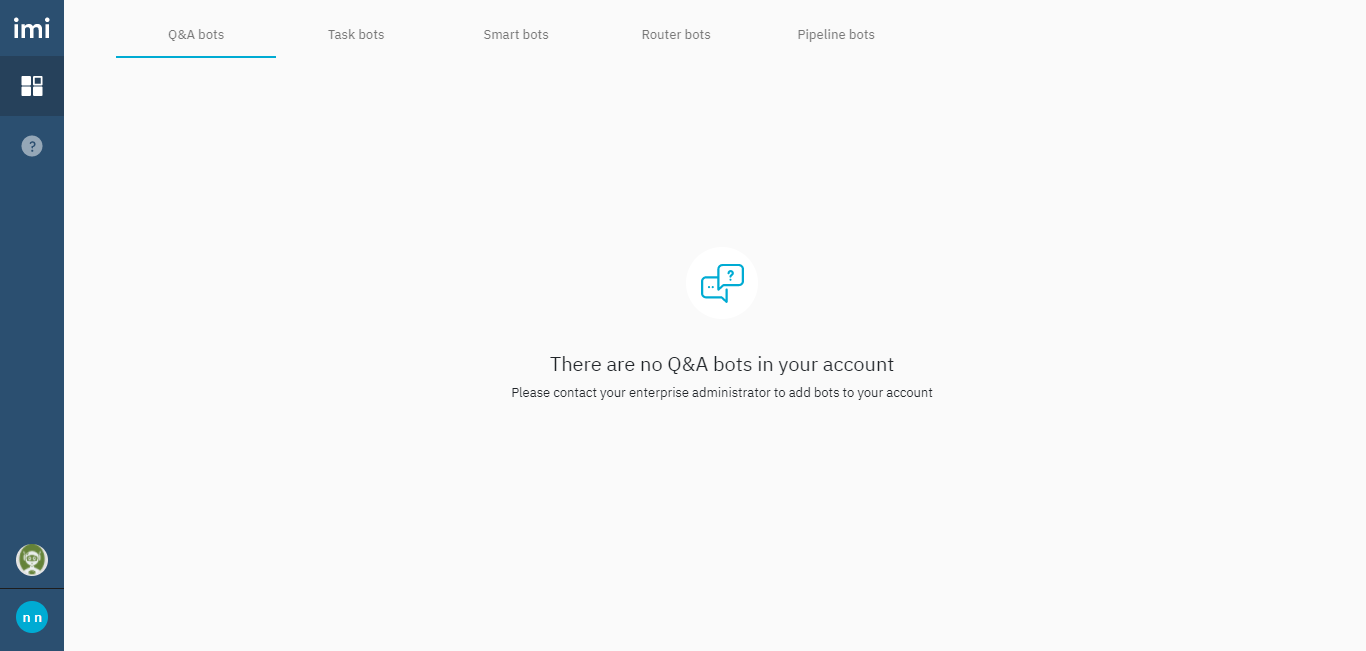 imi
Q&A bots
Task bots
Smart bots
Router bots
Pipeline bots
?
?
There are no Q&A bots in your account
Please contact your enterprise administrator to add bots to your account
n n